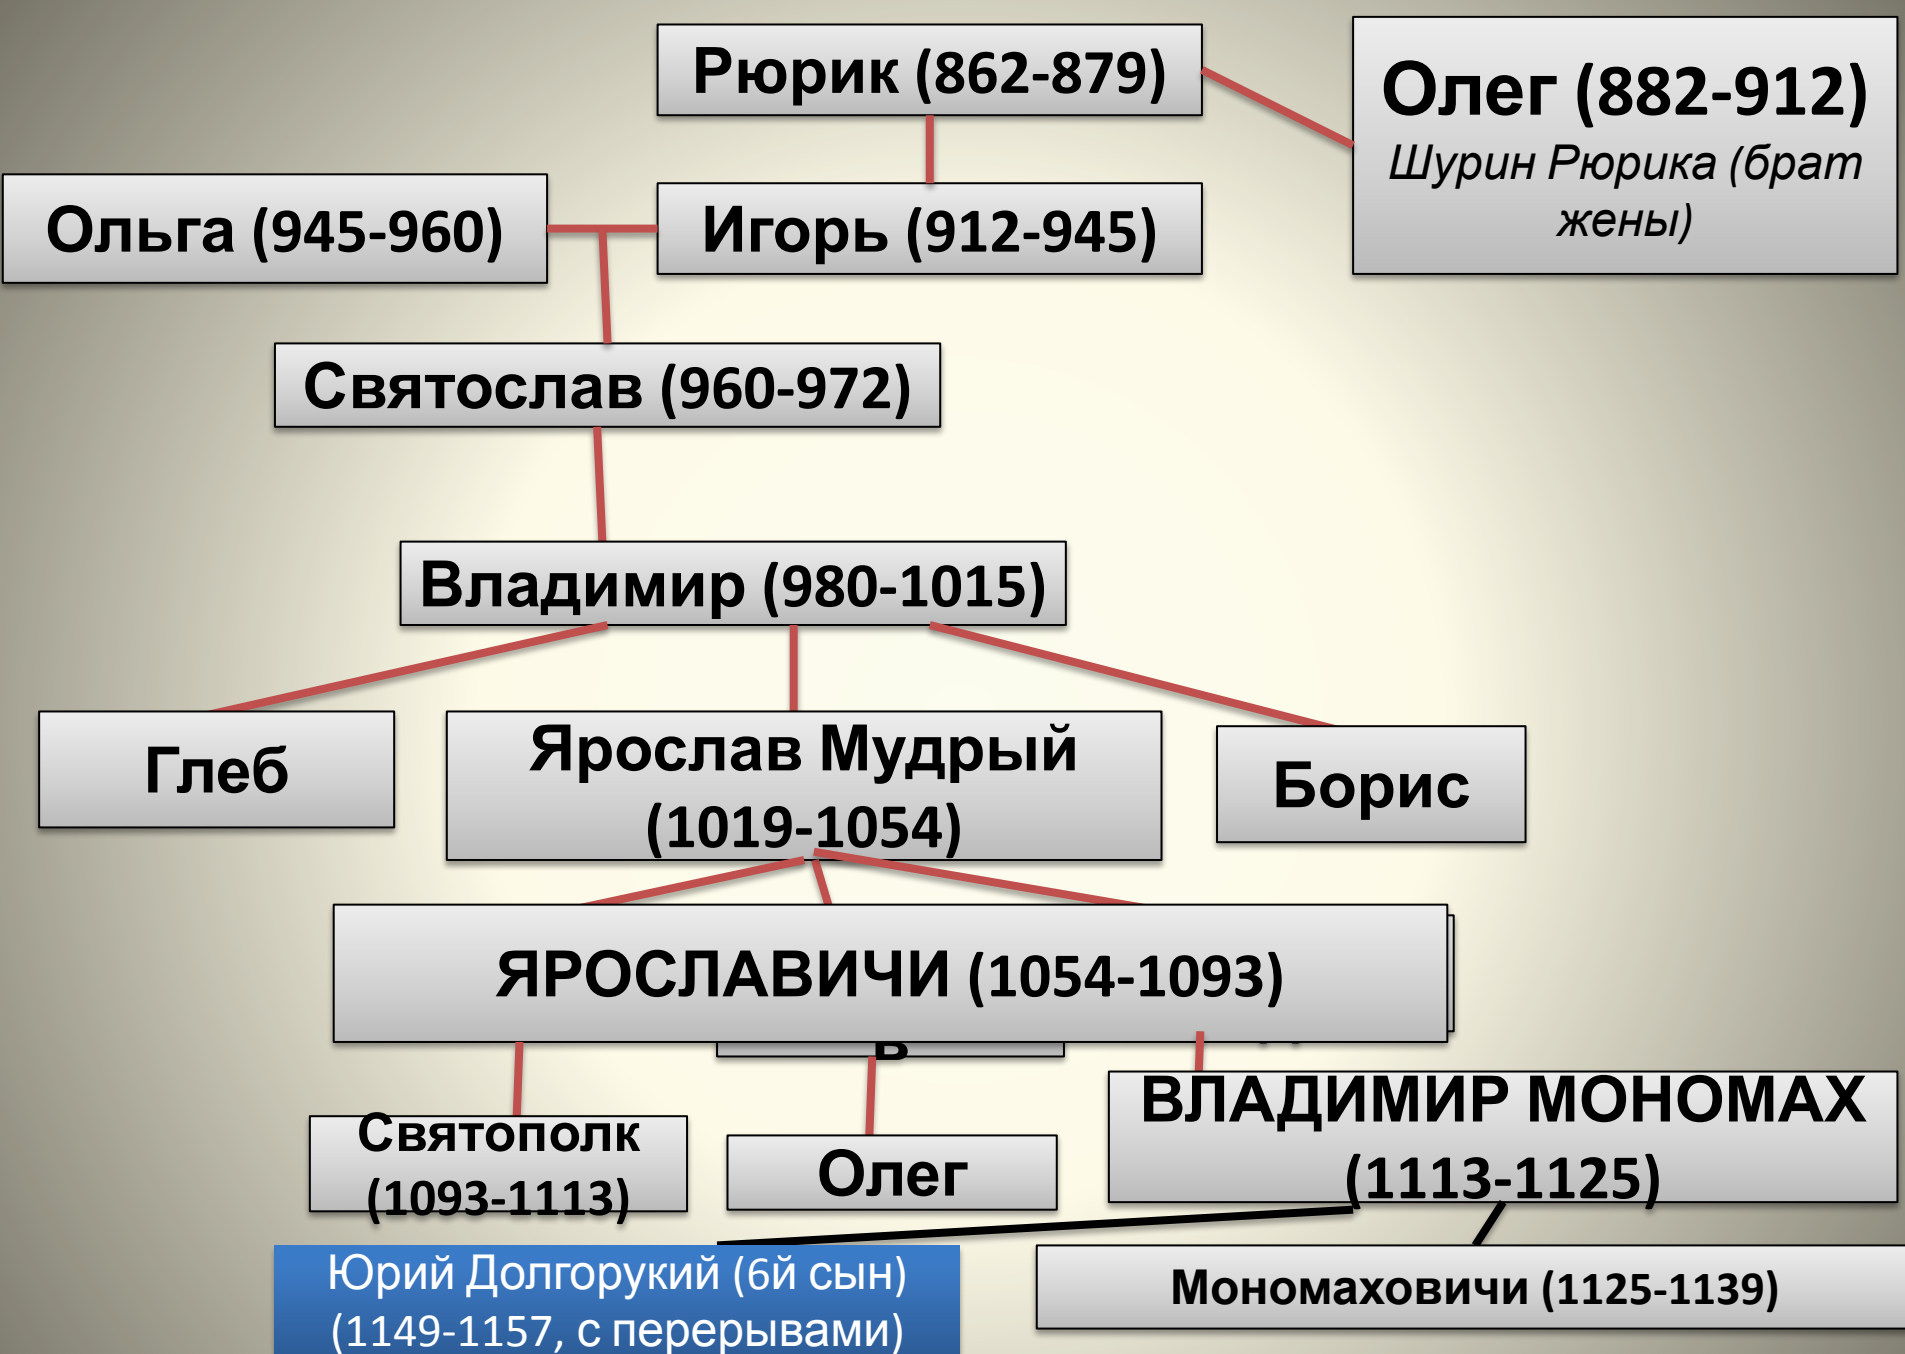 Рюрик (862-879)
Олег (882-912)
Шурин Рюрика (брат
жены)
Ольга (945-960)
Игорь (912-945)
Святослав (960-972)
Владимир (980-1015)
Глеб
Ярослав Мудрый
(1019-1054)
Борис
ЯРОСЛАВИЧИ (1054-1093)
в
Святополк
(1093-1113)
Олег
ВЛАДИМИР МОНОМАХ
(1113-1125)
Юрий Долгорукий (6й сын)
(1149-1157, с перерывами)
Мономаховичи (1125-1139)